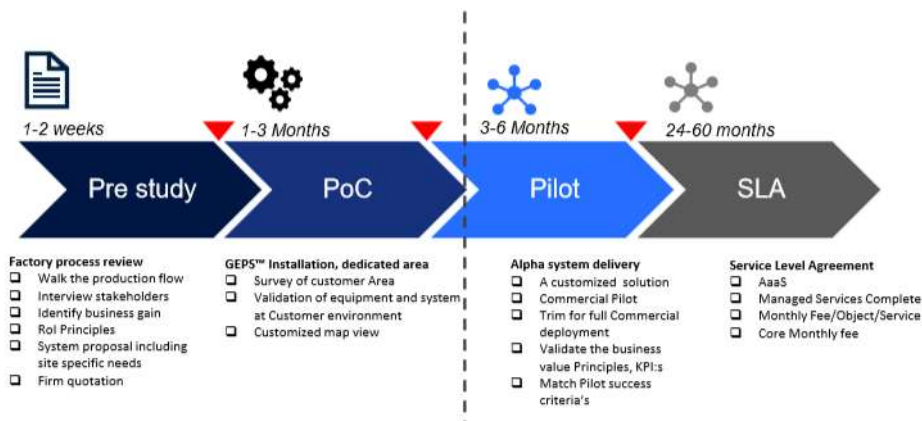 1-2 weeks
1-3 Months
3-6 Months
24-60 months
Pre study
PoC
Pilot
SLA
Factory process review
Walk the production flow
Interview stakeholders
Identify business gain
RoI Principles
System proposal including
site specific needs
Firm quotation
GEPS™ Installation, dedicated area
Survey of customer Area
Validation of equipment and system
at Customer environment
Customized map view
Alpha system delivery
A customized solution
Commercial Pilot
Trim for full Commercial
deployment
Validate the business
value Principles, KPI:s
Match Pilot success
criteria's
Service Level Agreement
AaaS
Managed Services Complete
Monthly Fee/Object/Service
Core Monthly fee